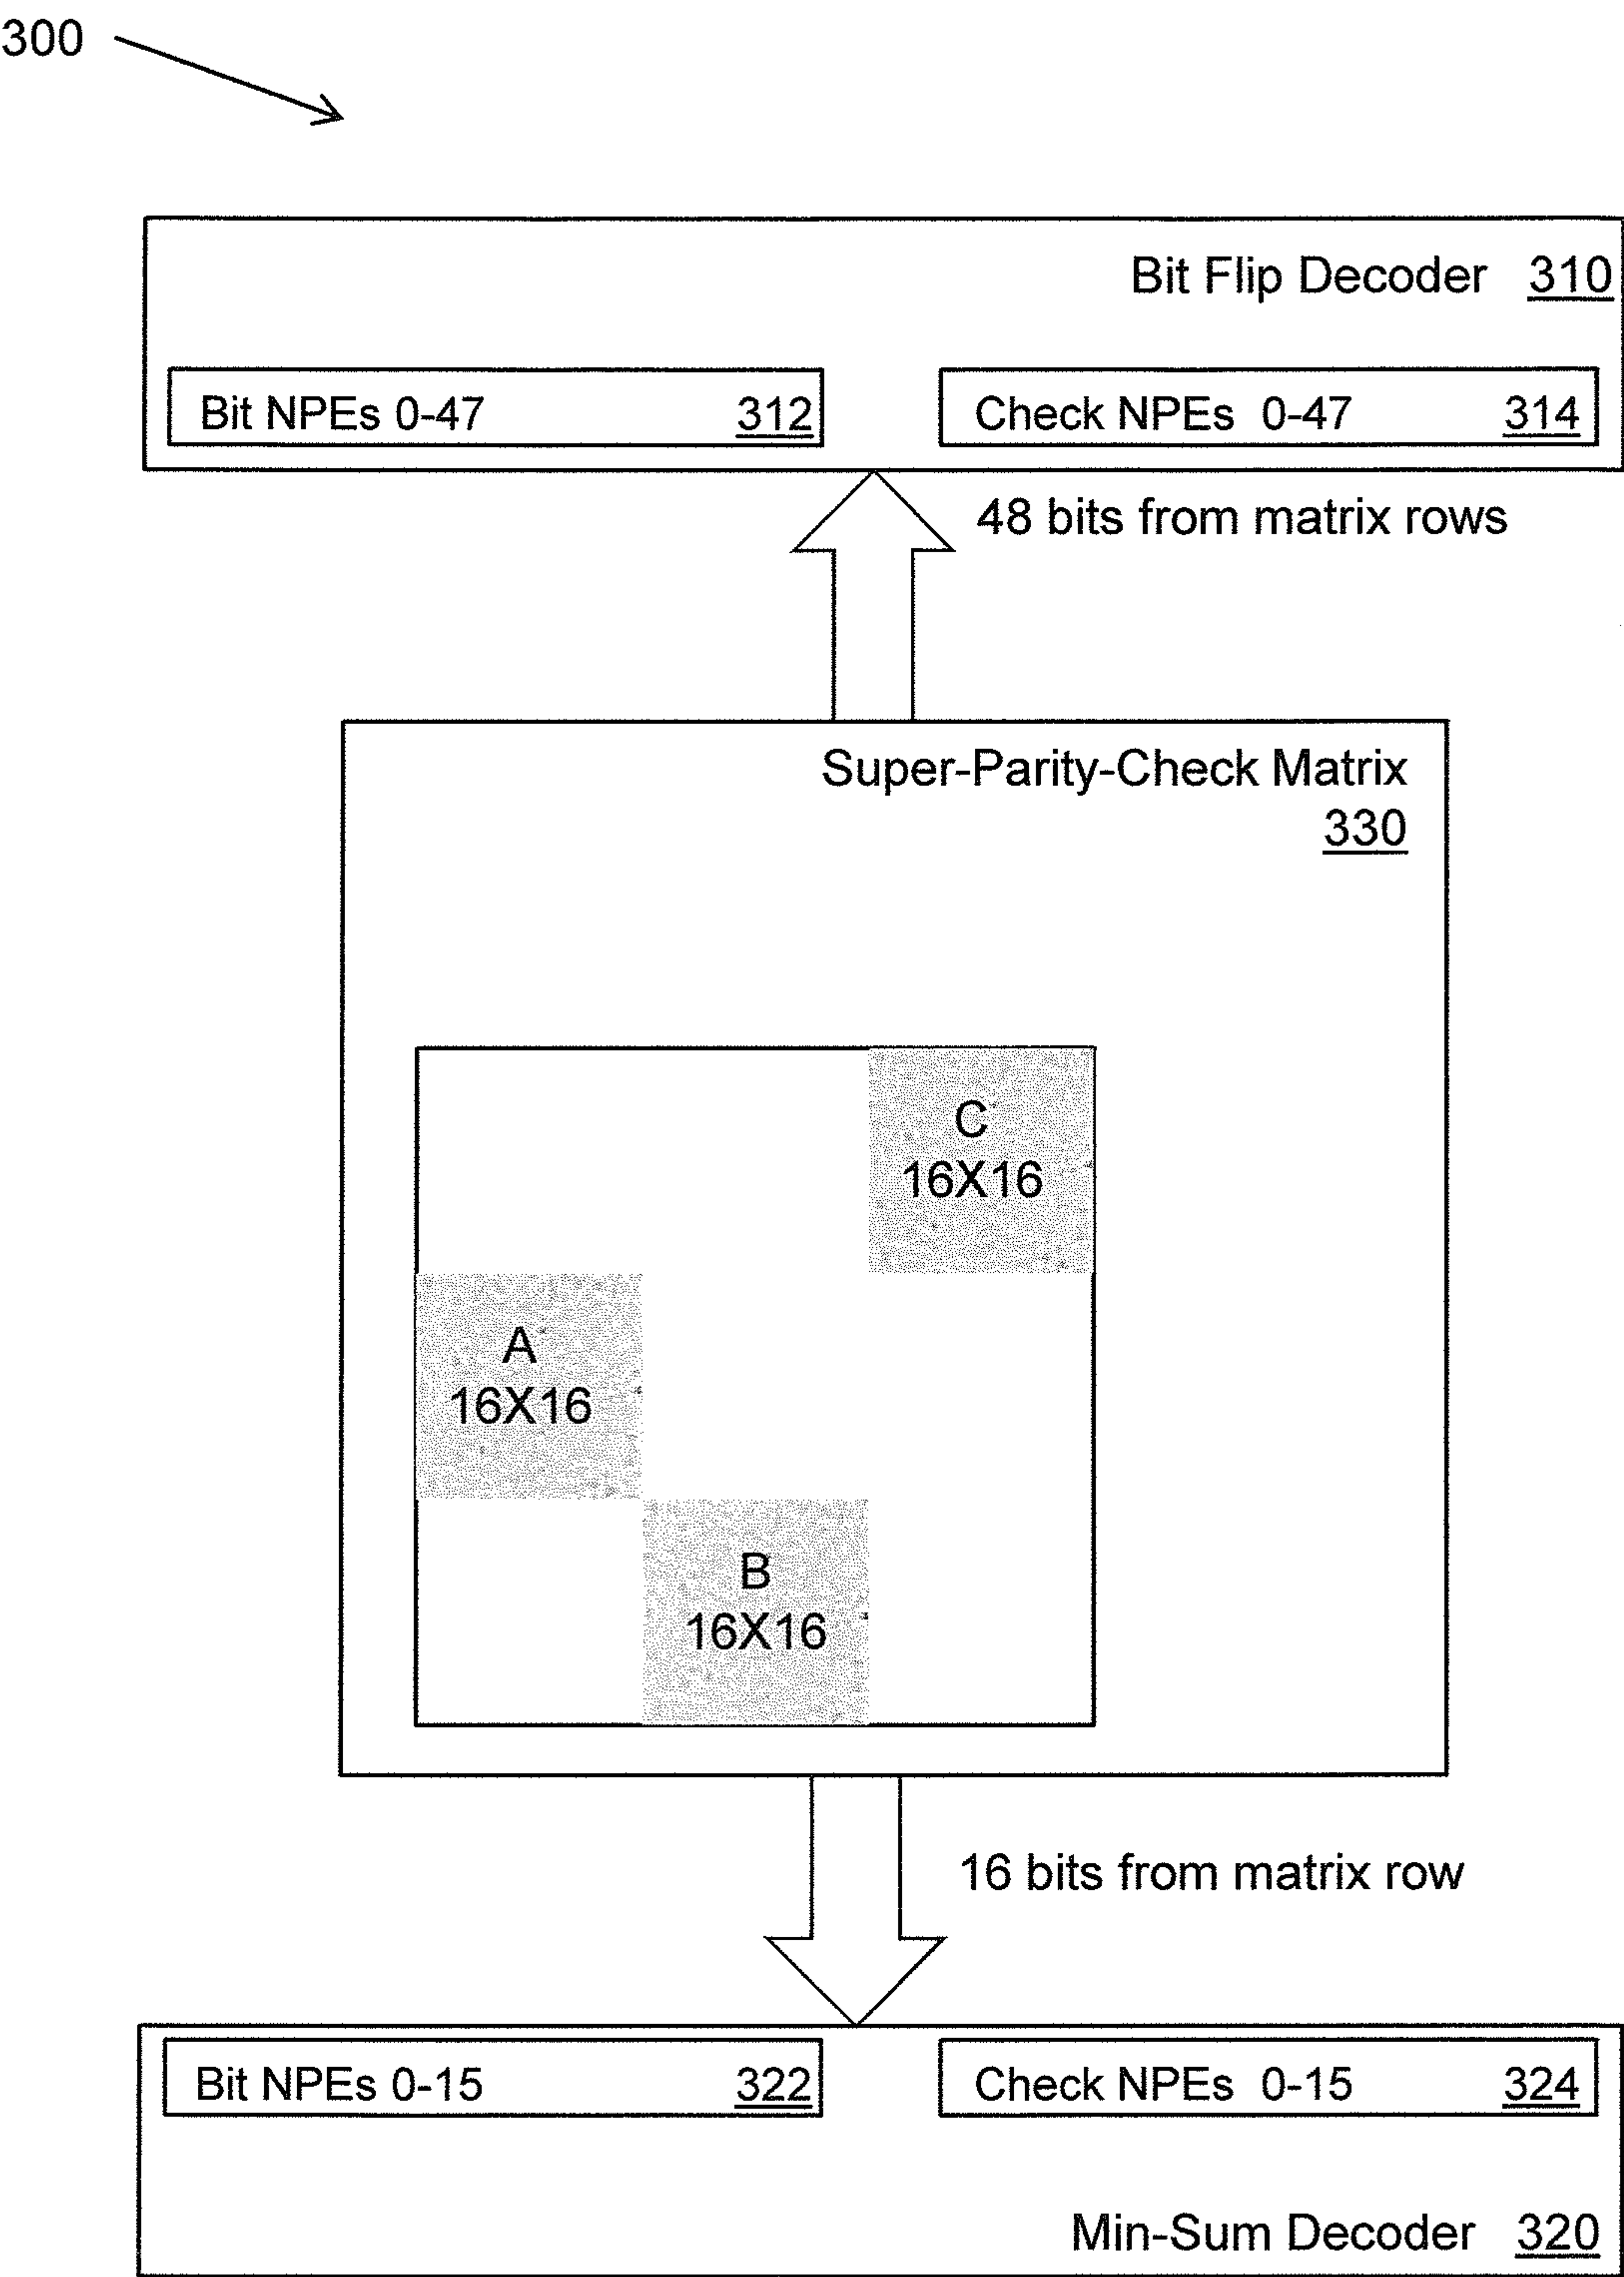 300
Bit Flip Decoder 310
Bit NPEs 0-47 312
Check NPEs 0-47 314
48 bits from matrix rows
Super-Parity-Check Matrix
330
C
16X16
A
16X16
B
16X16
16 bits from matrix row
Bit NPEs 0-15 322
Check NPEs 0-15 324
Min-Sum Decoder 320